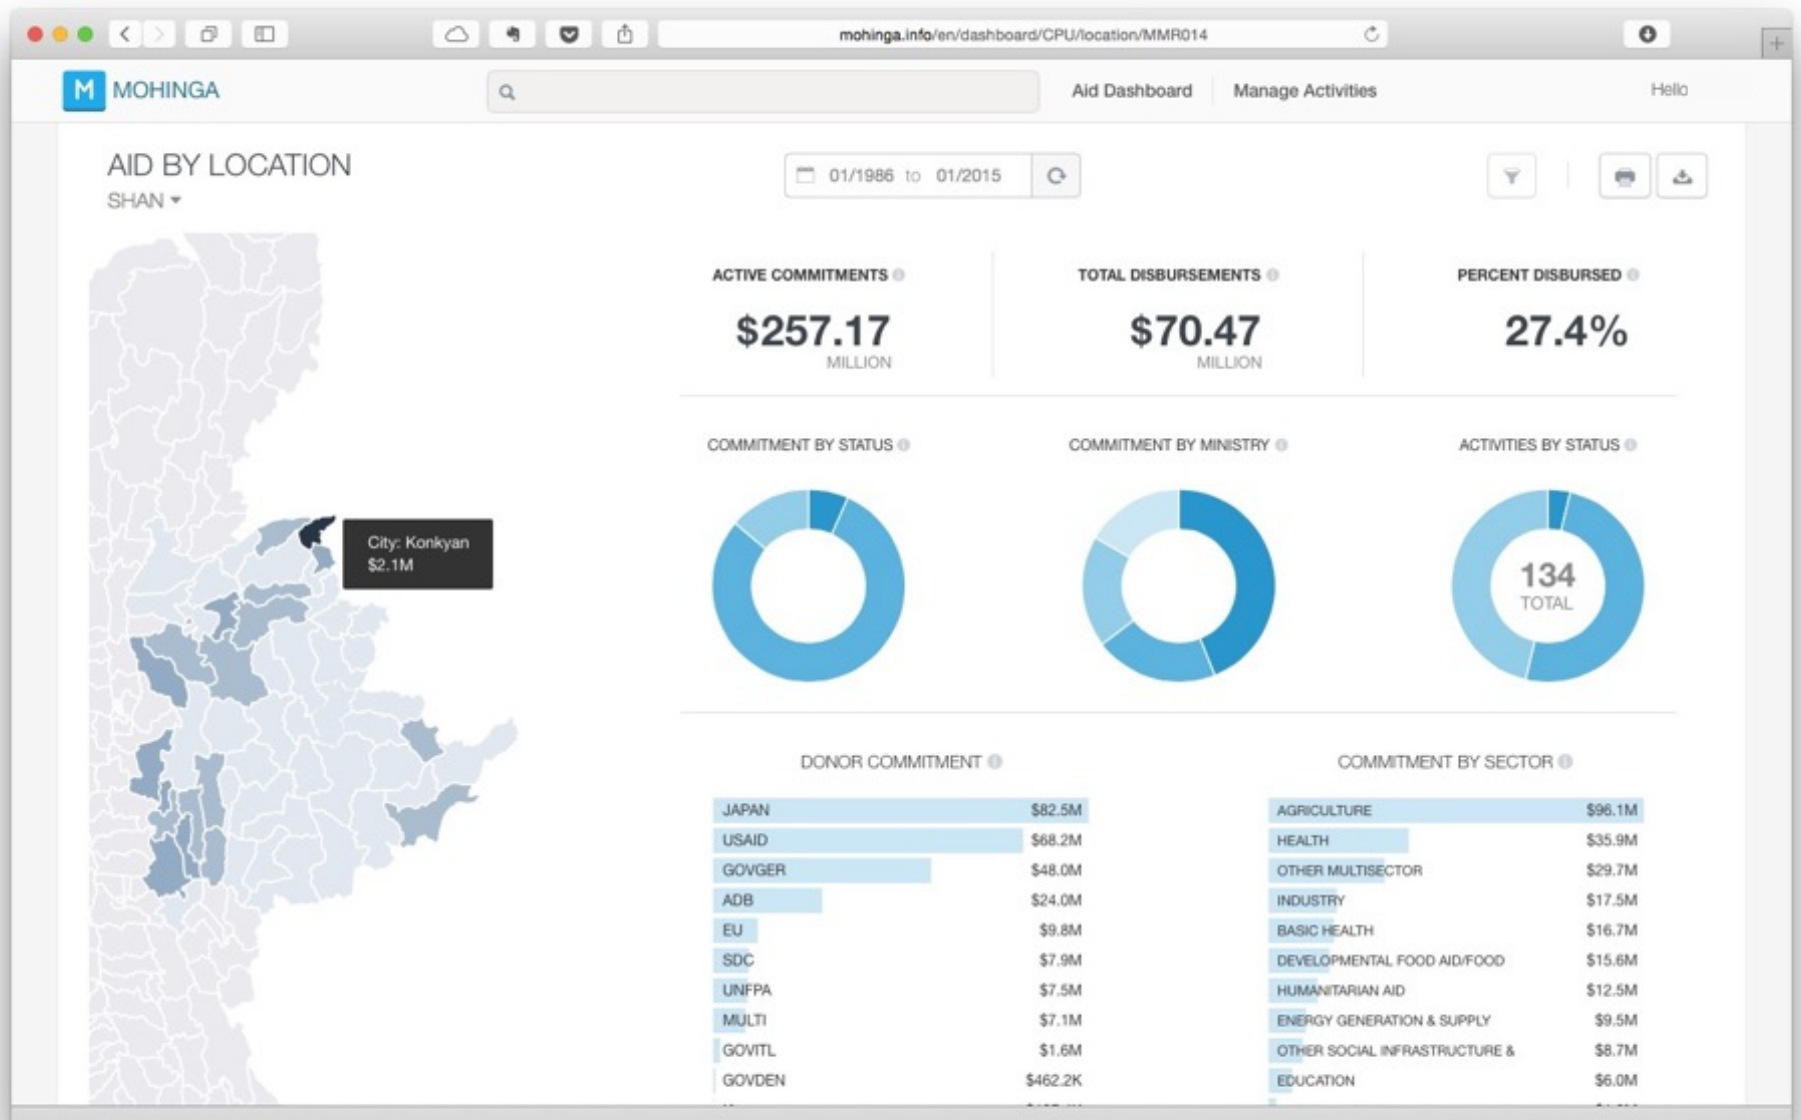 mohinga.info/en/dashboard/CPU/location/MMR014
M MOHINGA
Aid Dashboard
Manage Activities
Hello
AID BY LOCATION
SHAN
01/1986 to 01/2015
ACTIVE COMMITMENTS
$257.17
MILLION
TOTAL DISBURSEMENTS
$70.47
MILLION
PERCENT DISBURSED
27.4%
COMMITMENT BY STATUS
COMMITMENT BY MINISTRY
ACTIVITIES BY STATUS
134
TOTAL
City: Konkyan
$2.1M
DONOR COMMITMENT
JAPAN $82.5M
USAID $68.2M
GOVGER $48.0M
ADB $24.0M
EU $9.8M
SDC $7.9M
UNFPA $7.5M
MULTI $7.1M
GOVITL $1.6M
GOVDEN $462.2K
COMMITMENT BY SECTOR
AGRICULTURE $96.1M
HEALTH $35.9M
OTHER MULTISECTOR $29.7M
INDUSTRY $17.5M
BASIC HEALTH $16.7M
DEVELOPMENTAL FOOD AID/FOOD $15.6M
HUMANITARIAN AID $12.5M
ENERGY GENERATION & SUPPLY $9.5M
OTHER SOCIAL INFRASTRUCTURE & $8.7M
EDUCATION $6.0M